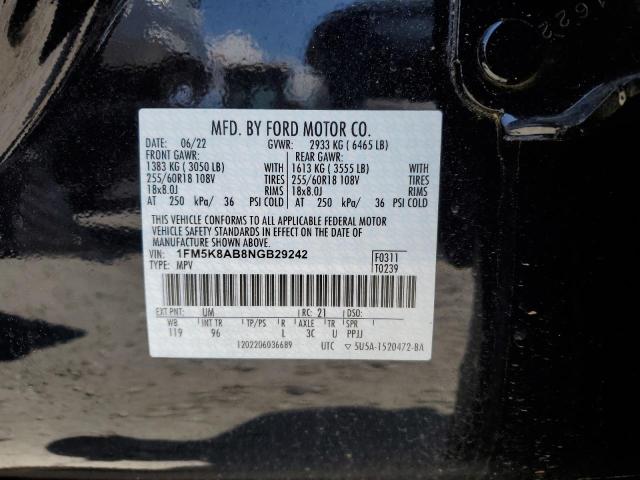 1622
MFD. BY FORD MOTOR CO.
DATE: 06/22 GVWR: 2933 KG ( 6465 LB)
FRONT GAWR: REAR GAWR:
1383 KG ( 3050 LB) WITH 1613 KG ( 3555 LB) WITH
255/60R18 108V TIRES 255/60R18 108V TIRES
18x8.0J RIMS 18x8.0J RIMS
AT 250 kPa/ 36 PSI COLD AT 250 kPa/ 36 PSI COLD
THIS VEHICLE CONFORMS TO ALL APPLICABLE FEDERAL MOTOR
VEHICLE SAFETY STANDARDS IN EFFECT ON THE DATE OF
MANUFACTURE SHOWN ABOVE.
VIN: 1FM5K8AB8NGB29242 F0311
TYPE: MPV T0239
EXT PNT: UM RC: 21 DSO:
WB INT TR TP/PS R AXLE TR SPR
119 96 L 3C U PPJJ
1202206036689 UTC ▽ 5U5A-1520472-BA